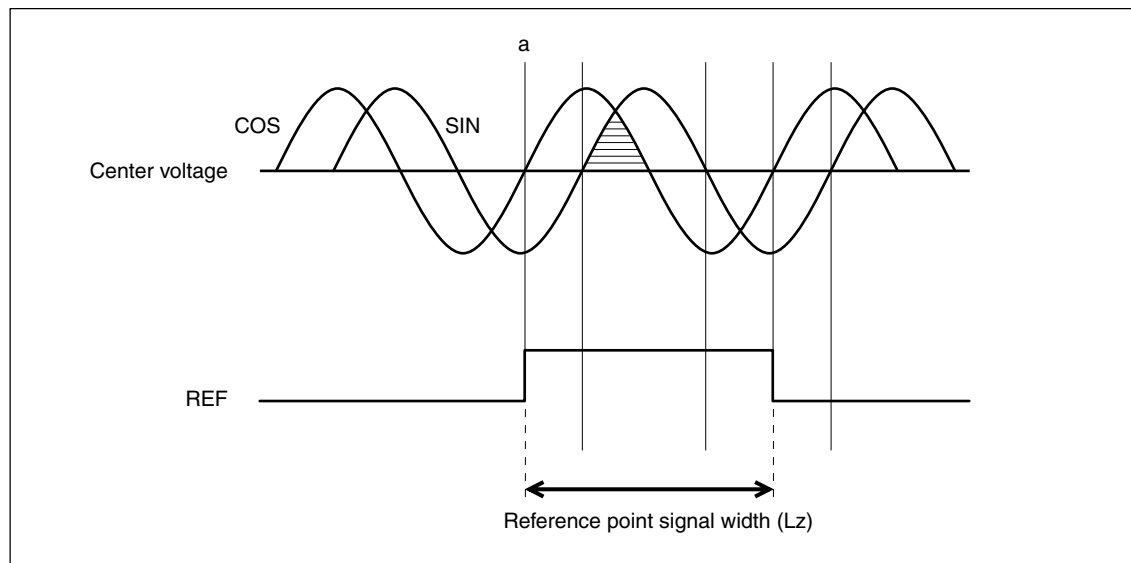 a
COS
SIN
Center voltage
REF
Reference point signal width (Lz)